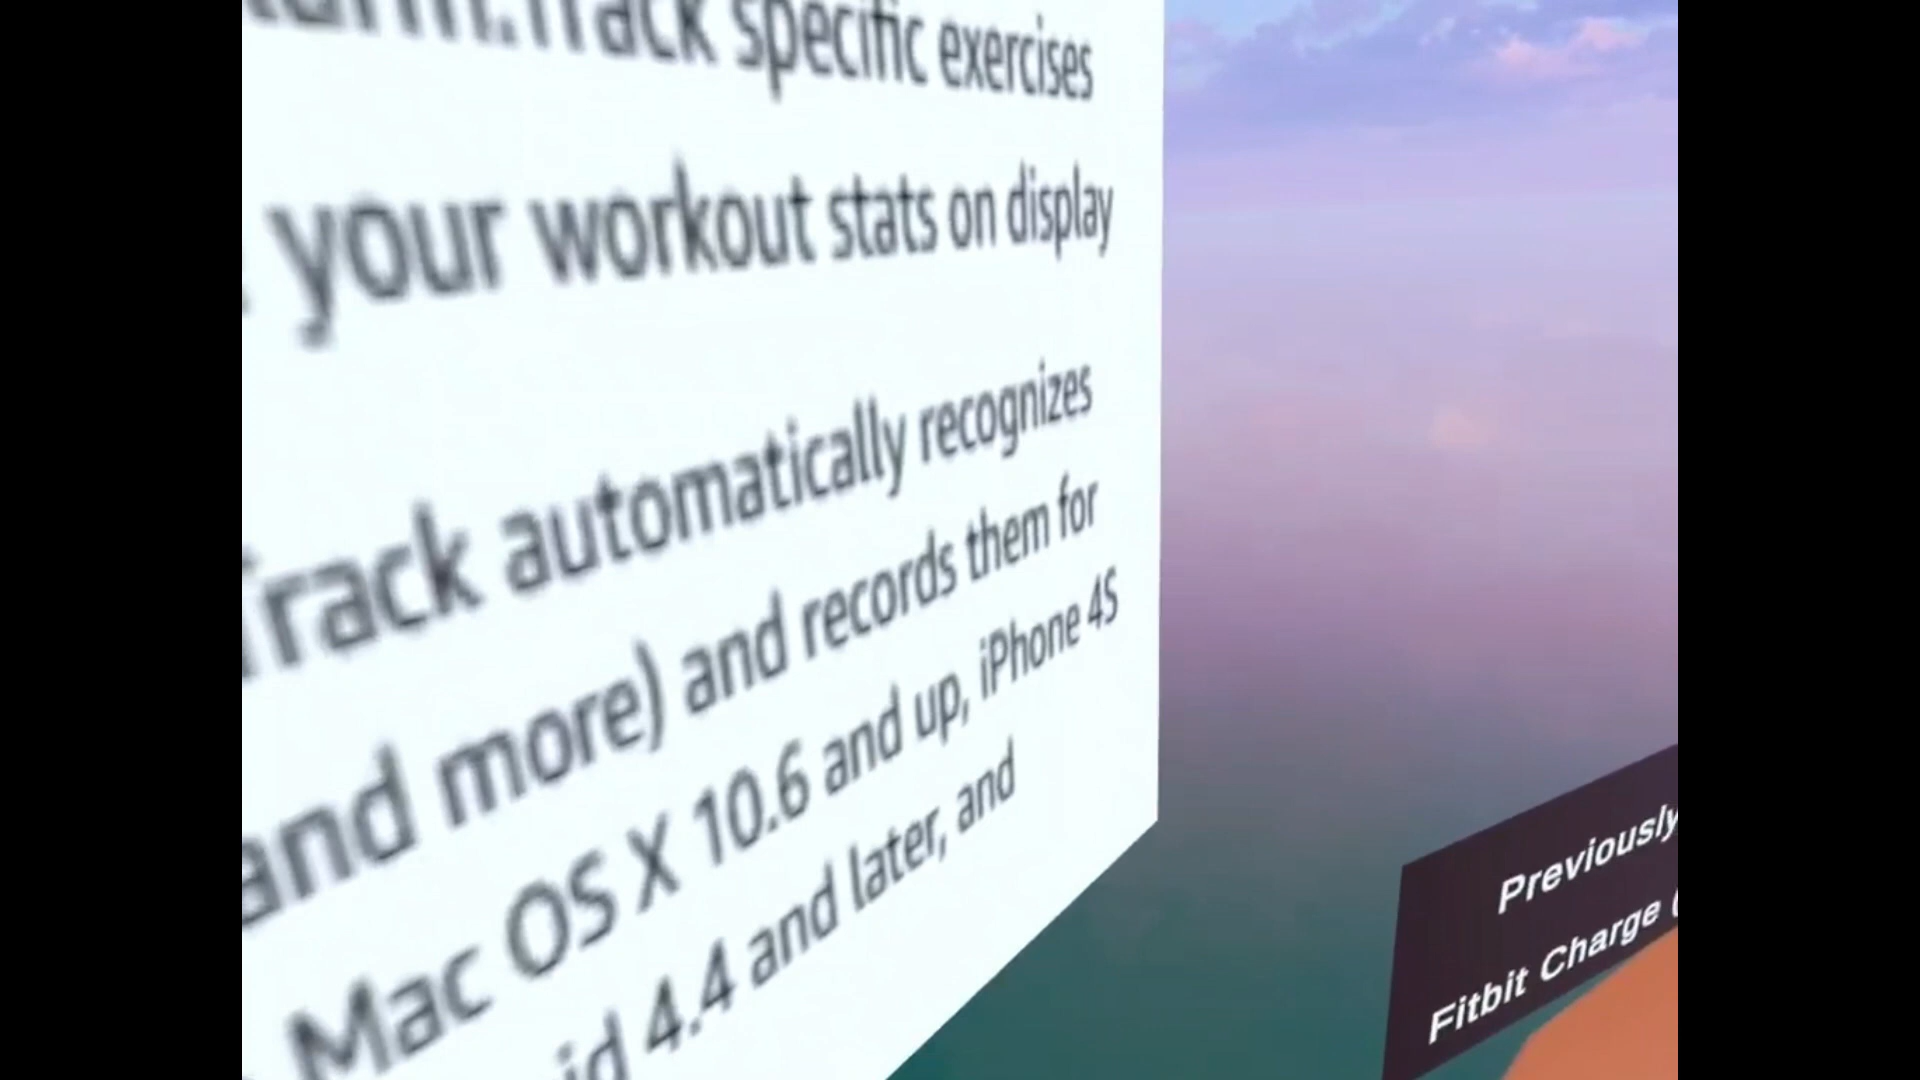 Track specific exercises
your workout stats on display
Track automatically recognizes
and more) and records them for
Mac OS X 10.6 and up, iPhone 4S
4.4 and later, and
Previously
Fitbit Charge